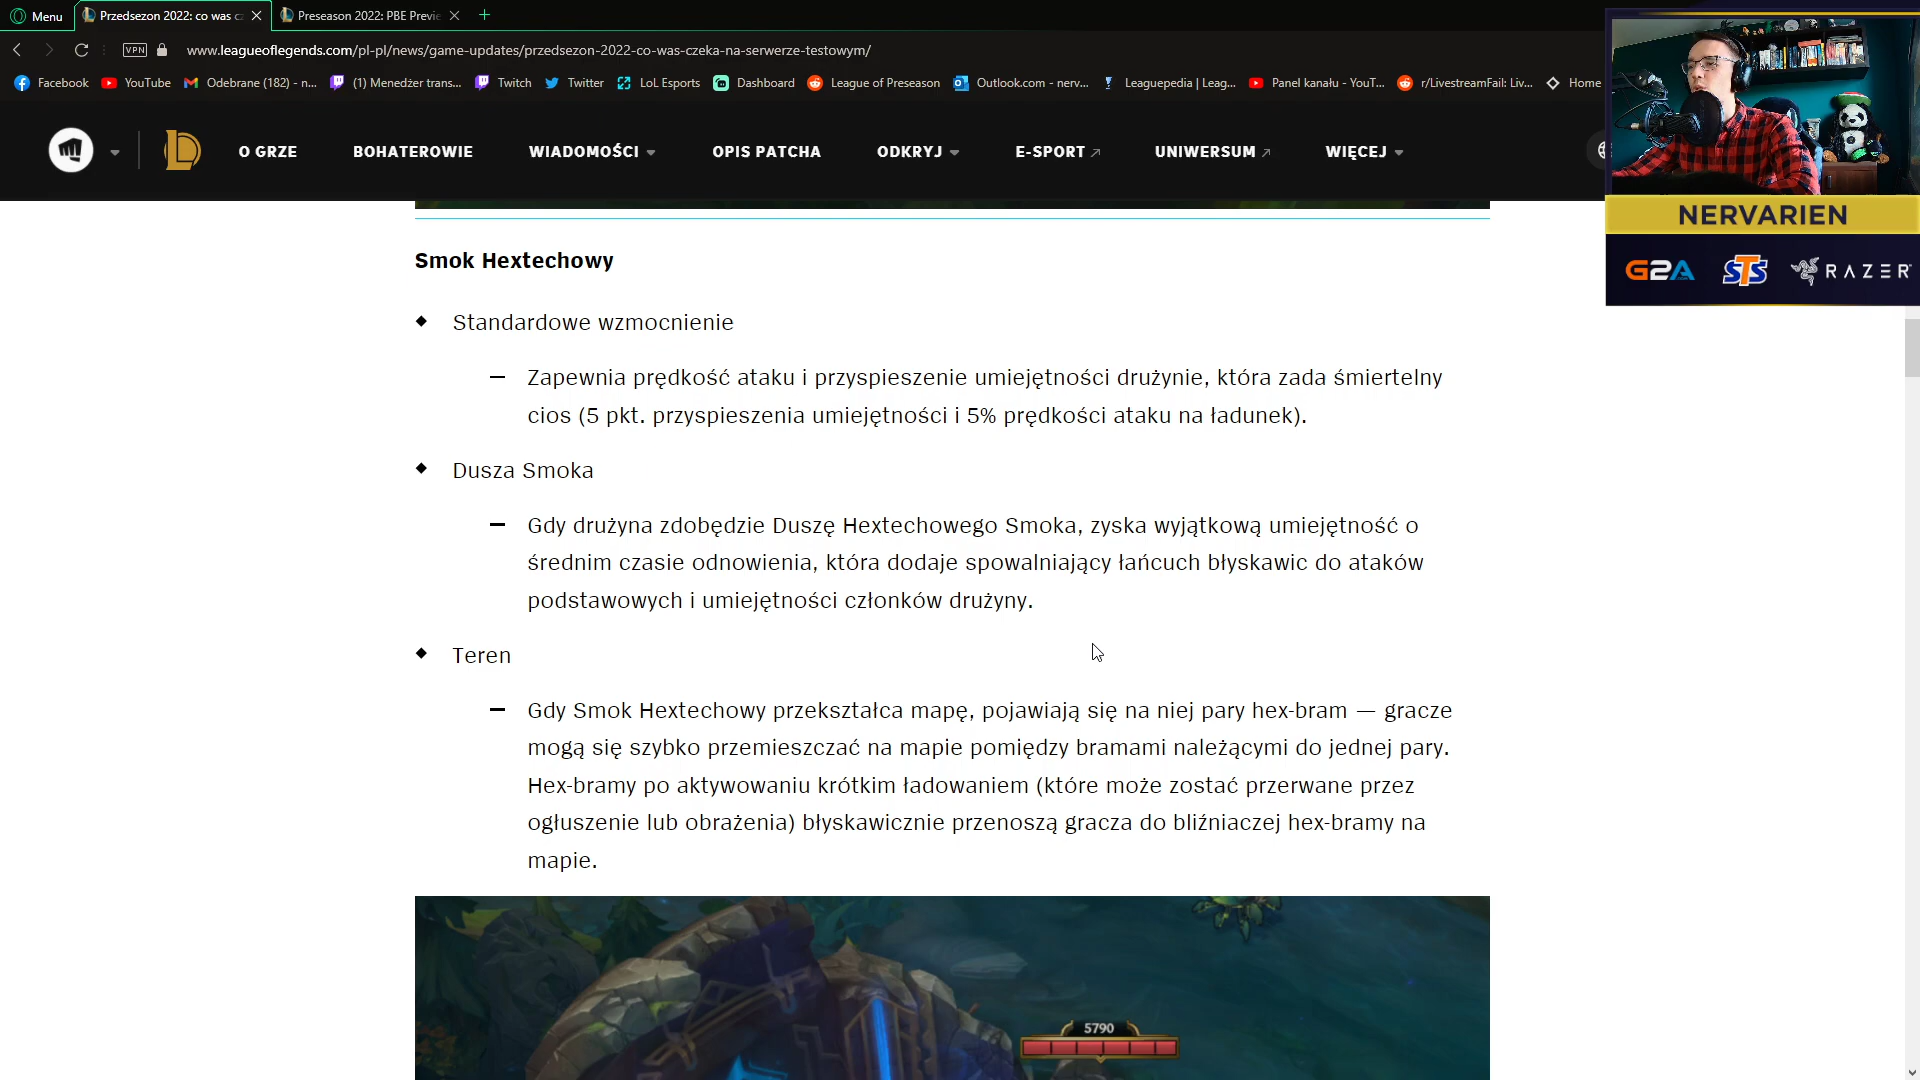 Menu
Przedsezon 2022: co was cz
Preseason 2022: PBE Previe
VPN
www.leagueoflegends.com/pl-pl/news/game-updates/przedsezon-2022-co-was-czeka-na-serwerze-testowym/
Facebook
YouTube
Odebrane (182) - n...
(1) Menedżer trans...
Twitch
Twitter
LoL Esports
Dashboard
League of Preseason
Outlook.com - nerv...
Leaguepedia | Leag...
Panel kanału - YouT...
r/LivestreamFail: Liv...
Home
O GRZE
BOHATEROWIE
WIADOMOŚCI
OPIS PATCHA
ODKRYJ
E-SPORT
UNIWERSUM
WIĘCEJ
NERVARIEN
G2A
STS
RAZER
Smok Hextechowy
Standardowe wzmocnienie
— Zapewnia prędkość ataku i przyspieszenie umiejętności drużynie, która zada śmiertelny
cios (5 pkt. przyspieszenia umiejętności i 5% prędkości ataku na ładunek).
Dusza Smoka
— Gdy drużyna zdobędzie Duszę Hextechowego Smoka, zyska wyjątkową umiejętność o
średnim czasie odnowienia, która dodaje spowalniający łańcuch błyskawic do ataków
podstawowych i umiejętności członków drużyny.
Teren
— Gdy Smok Hextechowy przekształca mapę, pojawiają się na niej pary hex-bram — gracze
mogą się szybko przemieszczać na mapie pomiędzy bramami należącymi do jednej pary.
Hex-bramy po aktywowaniu krótkim ładowaniem (które może zostać przerwane przez
ogłuszenie lub obrażenia) błyskawicznie przenoszą gracza do bliźniaczej hex-bramy na
mapie.
5790